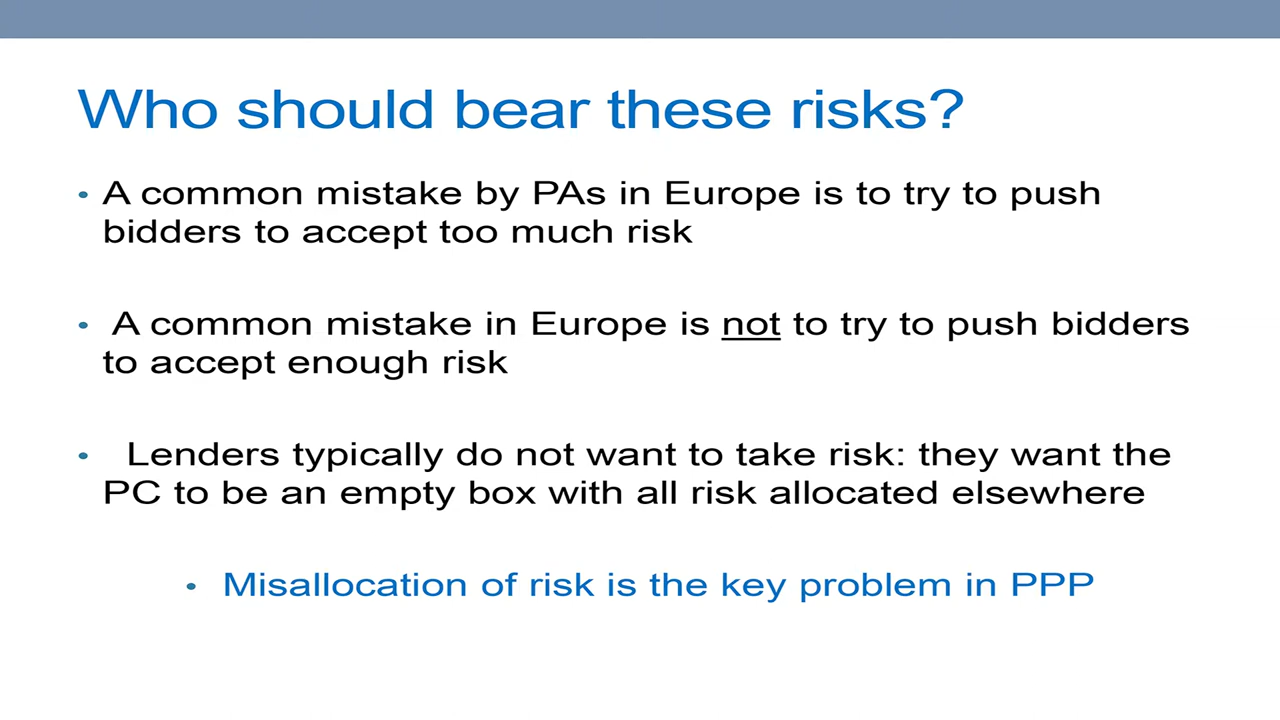 Who should bear these risks?
• A common mistake by PAs in Europe is to try to push
bidders to accept too much risk
• A common mistake in Europe is not to try to push bidders
to accept enough risk
• Lenders typically do not want to take risk: they want the
PC to be an empty box with all risk allocated elsewhere
• Misallocation of risk is the key problem in PPP